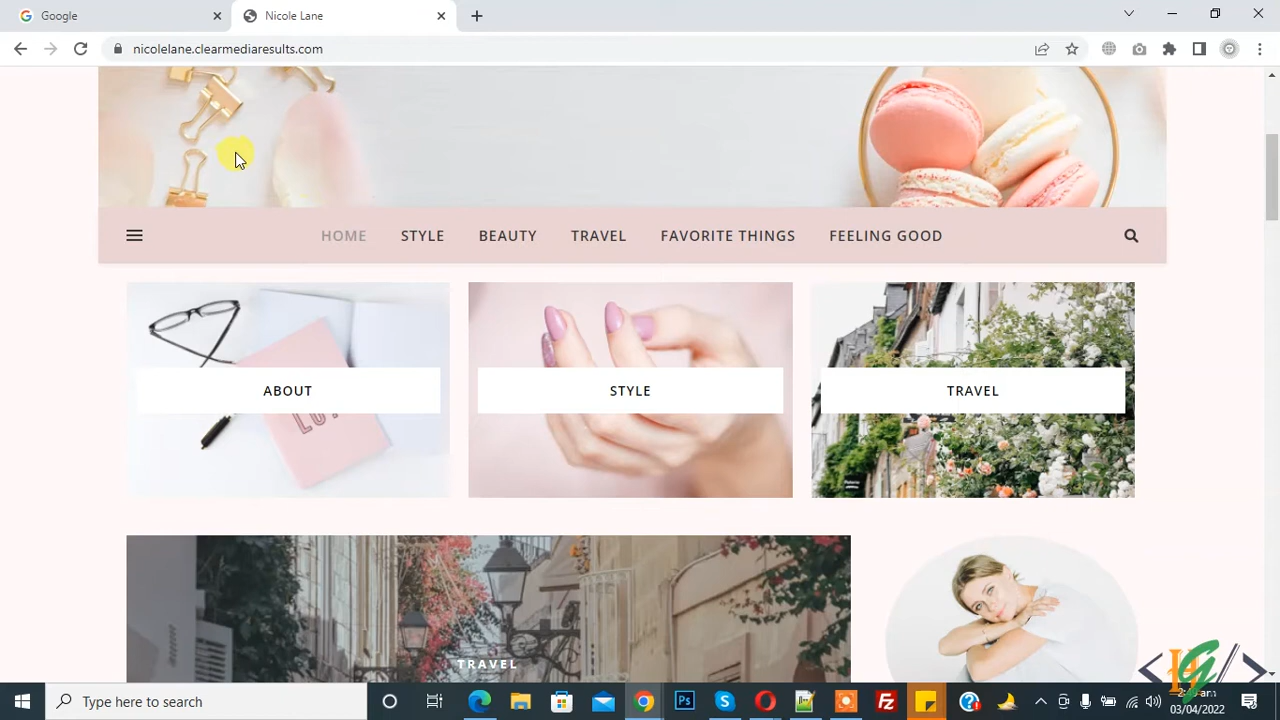 Google
Nicole Lane
nicolelane.clearmediaresults.com
HOME STYLE BEAUTY TRAVEL FAVORITE THINGS FEELING GOOD
ABOUT
STYLE
TRAVEL
TRAVEL
Type here to search
03/04/2022